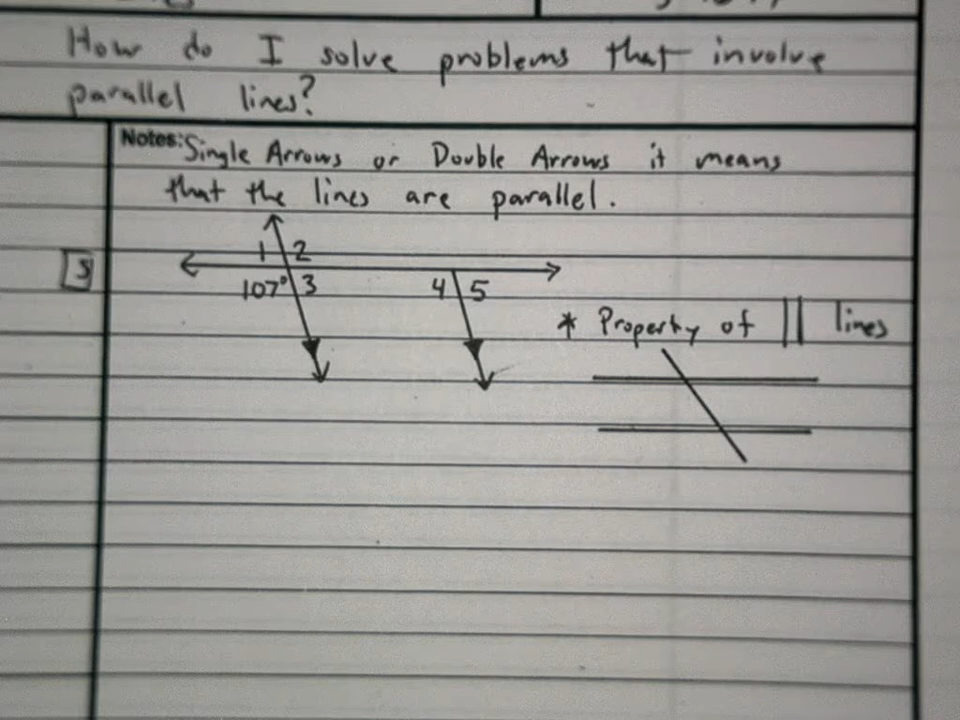 How do I solve problems that involve
parallel lines?
Notes: Single Arrows or Double Arrows it means
that the lines are parallel.
5
1 2
107° 3
4 5
* Property of || lines